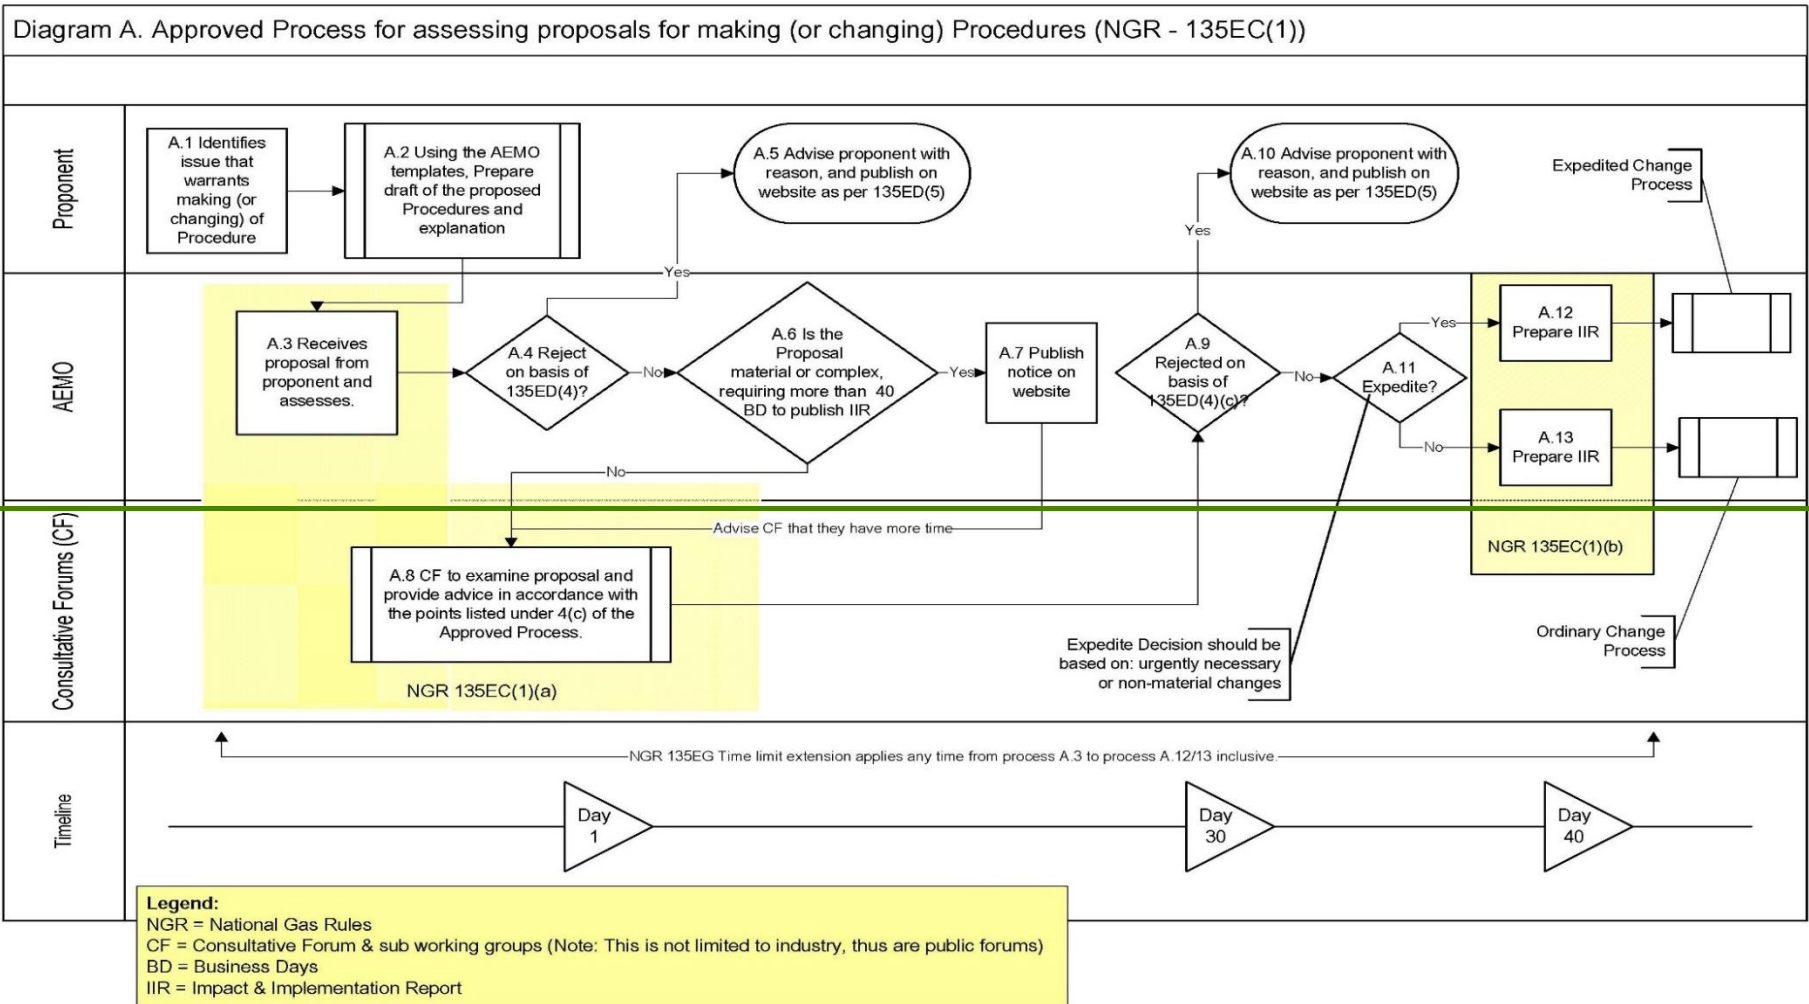 Diagram A. Approved Process for assessing proposals for making (or changing) Procedures (NGR - 135EC(1))
Proponent
A.1 Identifies
issue that
warrants
making (or
changing) of
Procedure
A.2 Using the AEMO
templates, Prepare
draft of the proposed
Procedures and
explanation
A.5 Advise proponent with
reason, and publish on
website as per 135ED(5)
A.10 Advise proponent with
reason, and publish on
website as per 135ED(5)
Expedited Change
Process
Yes
Yes
AEMO
A.3 Receives
proposal from
proponent and
assesses.
A.4 Reject
on basis of
135ED(4)?
No
A.6 Is the
Proposal
material or complex,
requiring more than 40
BD to publish IIR
Yes
A.7 Publish
notice on
website
A.9
Rejected on
basis of
135ED(4)(c)?
No
A.11
Expedite?
Yes
A.12
Prepare IIR
No
A.13
Prepare IIR
No
Consultative Forums (CF)
Advise CF that they have more time
NGR 135EC(1)(b)
A.8 CF to examine proposal and
provide advice in accordance with
the points listed under 4(c) of the
Approved Process.
NGR 135EC(1)(a)
Expedite Decision should be
based on: urgently necessary
or non-material changes
Ordinary Change
Process
Timeline
NGR 135EG Time limit extension applies any time from process A.3 to process A.12/13 inclusive.
Day
1
Day
30
Day
40
Legend:
NGR = National Gas Rules
CF = Consultative Forum & sub working groups (Note: This is not limited to industry, thus are public forums)
BD = Business Days
IIR = Impact & Implementation Report